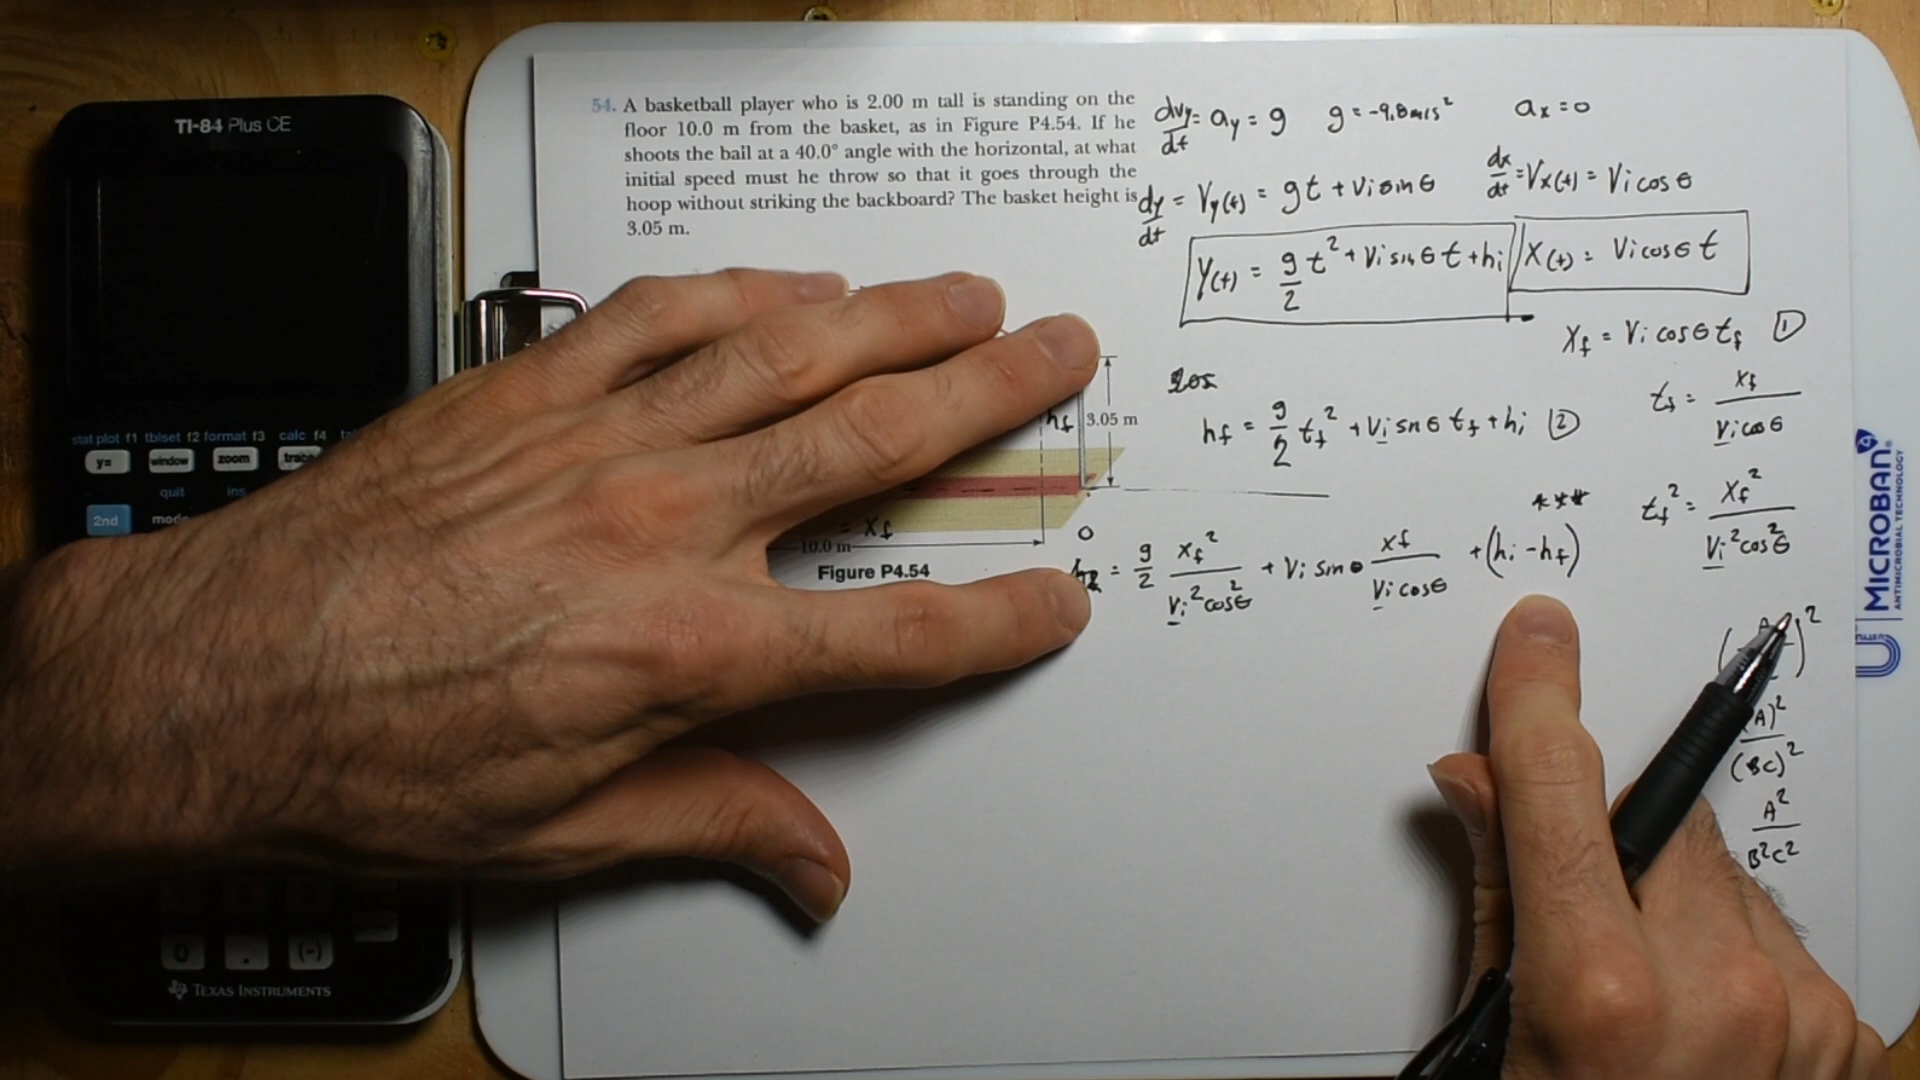 TI-84 Plus CE
stat plot f1 tblset f2 format f3 calc f4
y= window zoom trace
quit ins
2nd mode
0 . (-)
TEXAS INSTRUMENTS
54. A basketball player who is 2.00 m tall is standing on the
floor 10.0 m from the basket, as in Figure P4.54. If he
shoots the ball at a 40.0° angle with the horizontal, at what
initial speed must he throw so that it goes through the
hoop without striking the backboard? The basket height is
3.05 m.
hf 3.05 m
= Xf
10.0 m
Figure P4.54
dvy/dt = ay = g g = -9.8m/s² ax = 0
dy/dt = Vy(t) = gt + Vi sinθ dx/dt = Vx(t) = Vi cosθ
Y(t) = g/2 t² + Vi sinθ t + hi X(t) = Vi cosθ t
Xf = Vi cosθ tf ①
hf = g/2 tf² + Vi sinθ tf + hi ② tf = xf / Vi cosθ
*** tf² = Xf² / Vi² cos²θ
0 = g/2 xf² / Vi² cos²θ + Vi sinθ xf / Vi cosθ + (hi - hf)
A)² / (BC)²
A² / B²C²
MICROBAN®
ANTIMICROBIAL TECHNOLOGY